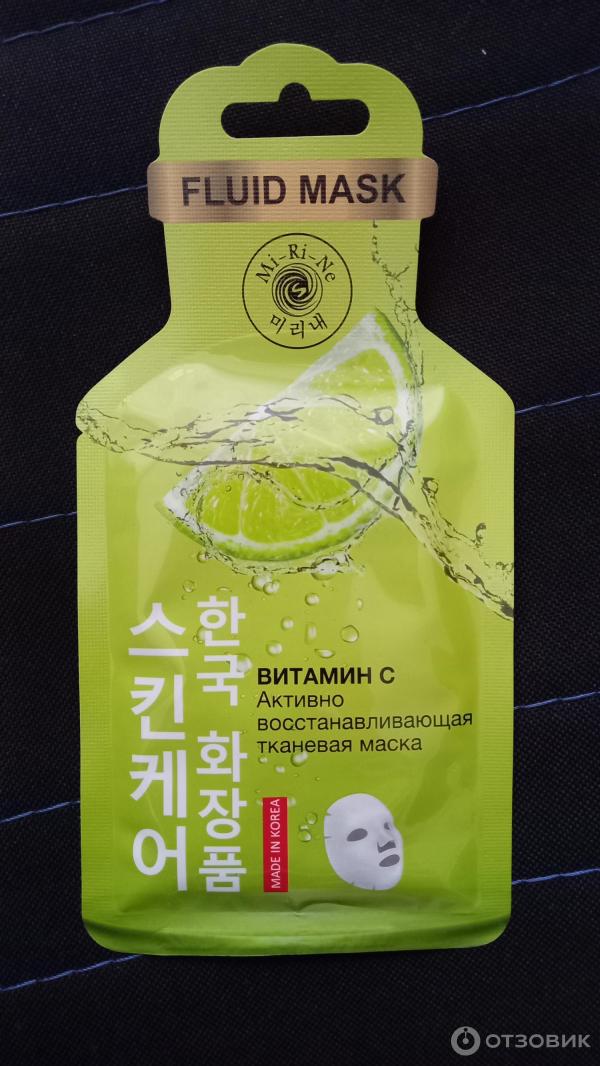 FLUID MASK
Mi-Ri-Ne
미리내
한국 화장품
스킨케어
ВИТАМИН С
Активно
восстанавливающая
тканевая маска
MADE IN KOREA
ОТЗОВИК